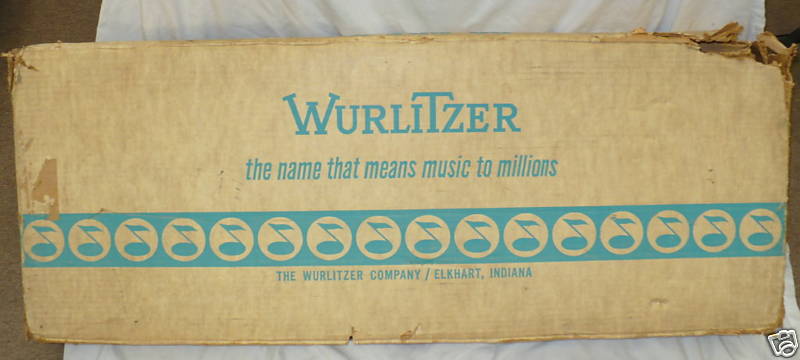 WURLITZER
the name that means music to millions
THE WURLITZER COMPANY / ELKHART, INDIANA